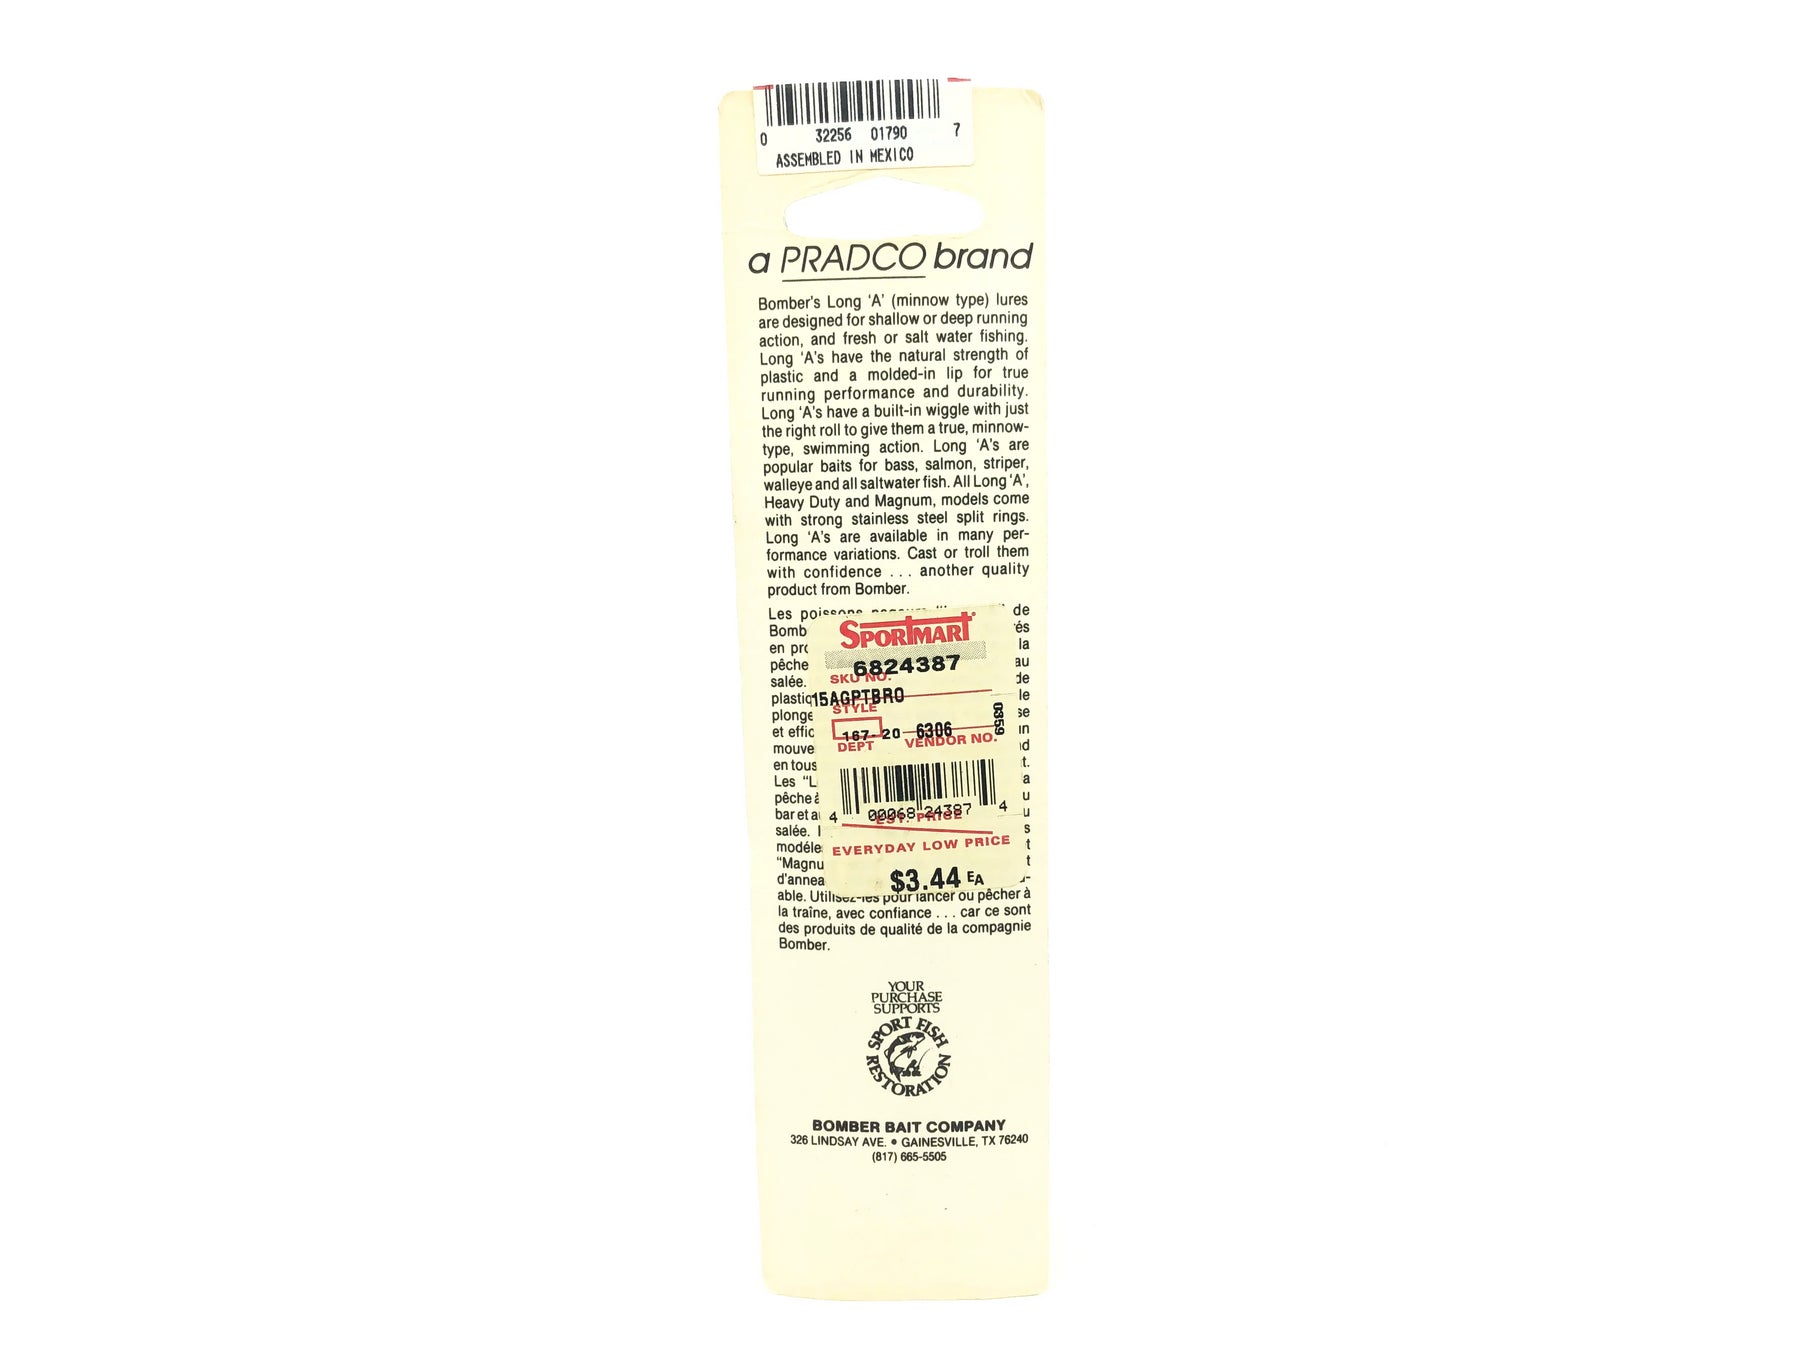 0 32256 01790 7
ASSEMBLED IN MEXICO
a PRADCO brand
Bomber's Long 'A' (minnow type) lures
are designed for shallow or deep running
action, and fresh or salt water fishing.
Long 'A's have the natural strength of
plastic and a molded-in lip for true
running performance and durability.
Long 'A's have a built-in wiggle with just
the right roll to give them a true, minnow-
type, swimming action. Long 'A's are
popular baits for bass, salmon, striper,
walleye and all saltwater fish. All Long 'A',
Heavy Duty and Magnum, models come
with strong stainless steel split rings.
Long 'A's are available in many per-
formance variations. Cast or troll them
with confidence . . . another quality
product from Bomber.
Les poissons de
Bomb
en pro la
pêche au
salée. de
plastiq le
plonge se
et effic
mouve
en tous
Les "L a
pêche à u
bar et a u
salée. s
modéle t
"Magnu t
d'annea
able. Utilisez-les pour lancer ou pêcher à
la traîne, avec confiance . . . car ce sont
des produits de qualité de la compagnie
Bomber.
SPORTMART
6824387
SKU NO.
15AGPTBRO
STYLE
167- 20 6306
0359
DEPT VENDOR NO.
4 00068 24387 4
EST. PRICE
EVERYDAY LOW PRICE
$3.44 EA
YOUR
PURCHASE
SUPPORTS
SPORT FISH
RESTORATION
BOMBER BAIT COMPANY
326 LINDSAY AVE. • GAINESVILLE, TX 76240
(817) 665-5505